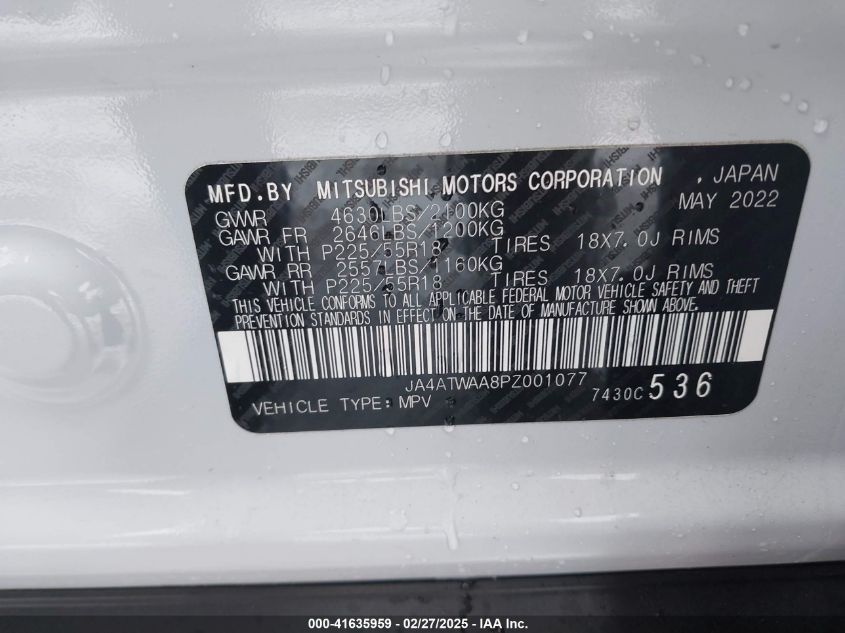 MFD.BY MITSUBISHI MOTORS CORPORATION , JAPAN
GVWR 4630LBS/2100KG MAY 2022
GAWR FR 2646LBS/1200KG
WITH P225/55R18 TIRES 18X7.0J RIMS
GAWR RR 2557LBS/1160KG
WITH P225/55R18 TIRES 18X7.0J RIMS
THIS VEHICLE CONFORMS TO ALL APPLICABLE FEDERAL MOTOR VEHICLE SAFETY AND THEFT
PREVENTION STANDARDS IN EFFECT ON THE DATE OF MANUFACTURE SHOWN ABOVE.
JA4ATWAA8PZ001077
VEHICLE TYPE: MPV 7430C 536
000-41635959 / 02/27/2025 - IAA Inc.